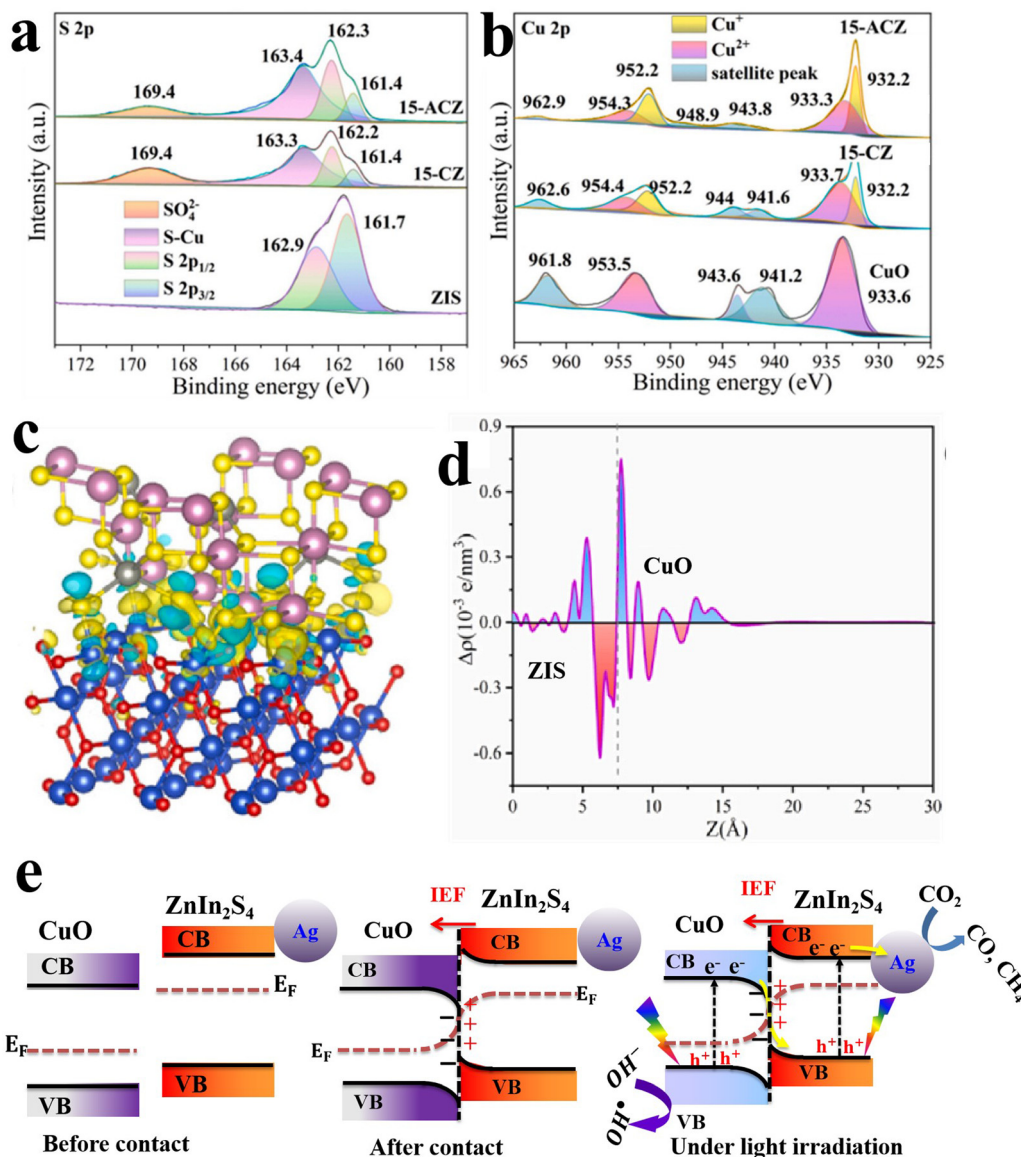 a
S 2p
162.3
15-ACZ
163.4
161.4
169.4
162.2
15-CZ
163.3
161.4
169.4
SO₄²⁻
S-Cu
S 2p₁/₂
S 2p₃/₂
161.7
162.9
ZIS
Intensity (a.u.)
172 170 168 166 164 162 160 158
Binding energy (eV)
b
Cu 2p
Cu⁺
Cu²⁺
satellite peak
15-ACZ
962.9
954.3
952.2
948.9
943.8
933.3
932.2
15-CZ
962.6
954.4
952.2
944
941.6
933.7
932.2
CuO
961.8
953.5
943.6
941.2
933.6
Intensity (a.u.)
965 960 955 950 945 940 935 930 925
Binding energy (eV)
c
d
0.9
0.6
0.3
0.0
-0.3
-0.6
Δρ(10⁻³ e/nm³)
CuO
ZIS
0 5 10 15 20 25 30
Z(Å)
e
CuO
CB
E_F
VB
ZnIn₂S₄
CB
Ag
E_F
VB
Before contact
IEF
CuO
ZnIn₂S₄
CB
CB
Ag
E_F
E_F
− + 
− +
− +
− +
VB
VB
After contact
IEF
CuO
ZnIn₂S₄
CO₂
CO, CH₄
CB
e⁻ e⁻
CB
e⁻ e⁻
Ag
h⁺ h⁺
h⁺ h⁺
VB
VB
OH⁻
OH•
Under light irradiation